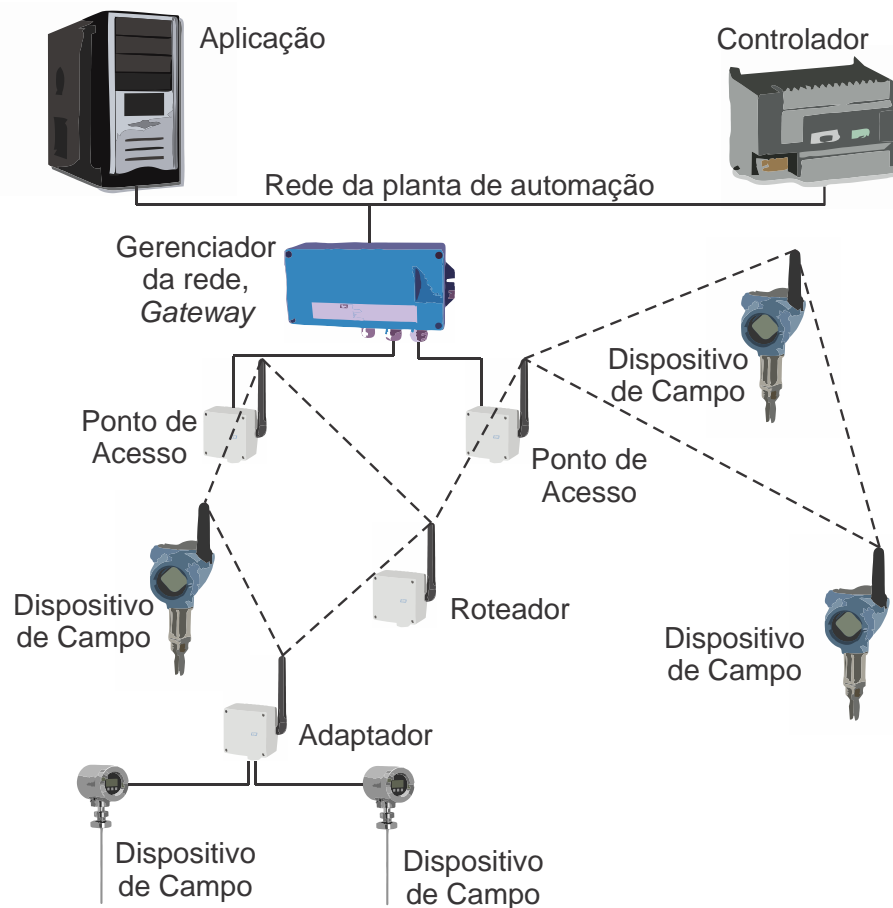 Aplicação
Controlador
Rede da planta de automação
Gerenciador
da rede,
Gateway
Dispositivo
de Campo
Ponto de
Acesso
Ponto de
Acesso
Dispositivo
de Campo
Roteador
Dispositivo
de Campo
Adaptador
Dispositivo
de Campo
Dispositivo
de Campo